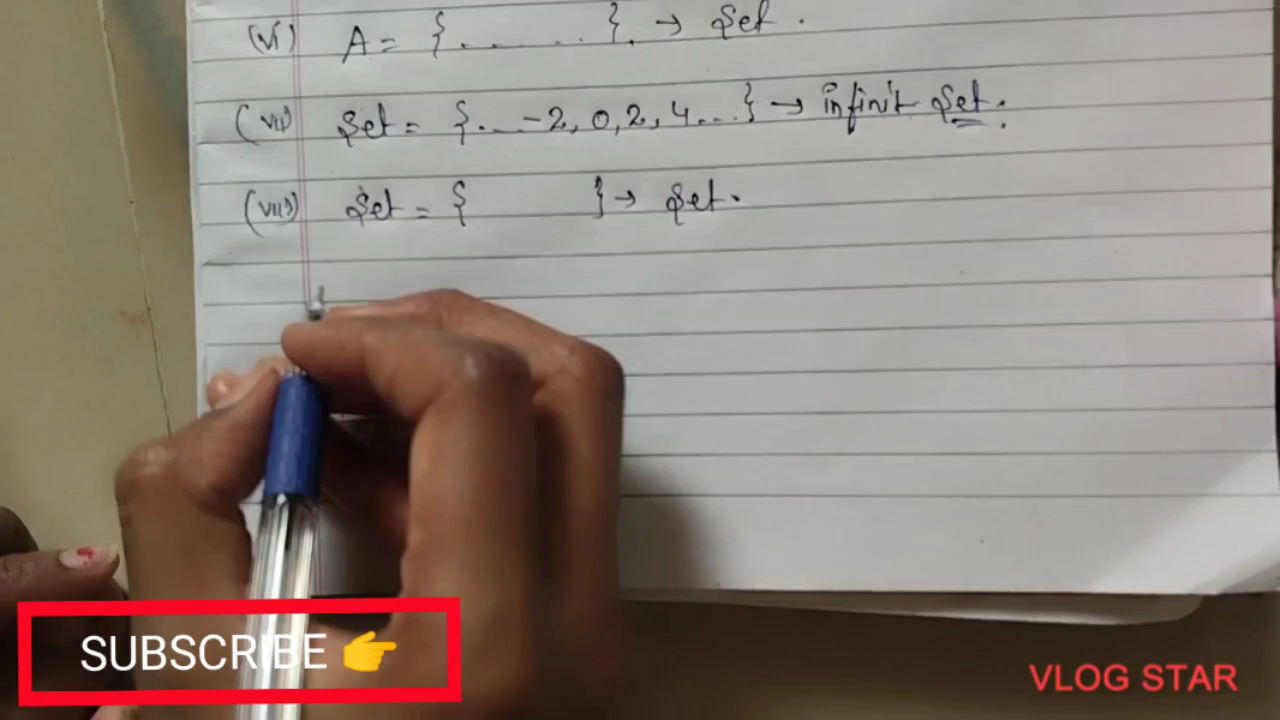 (vi) A = { . . . . . . }. → Set .
(vii) Set = {. ... -2, 0, 2, 4 ...} → infinit Set.
(viii) Set = { } → Set.
SUBSCRIBE 👉
VLOG STAR